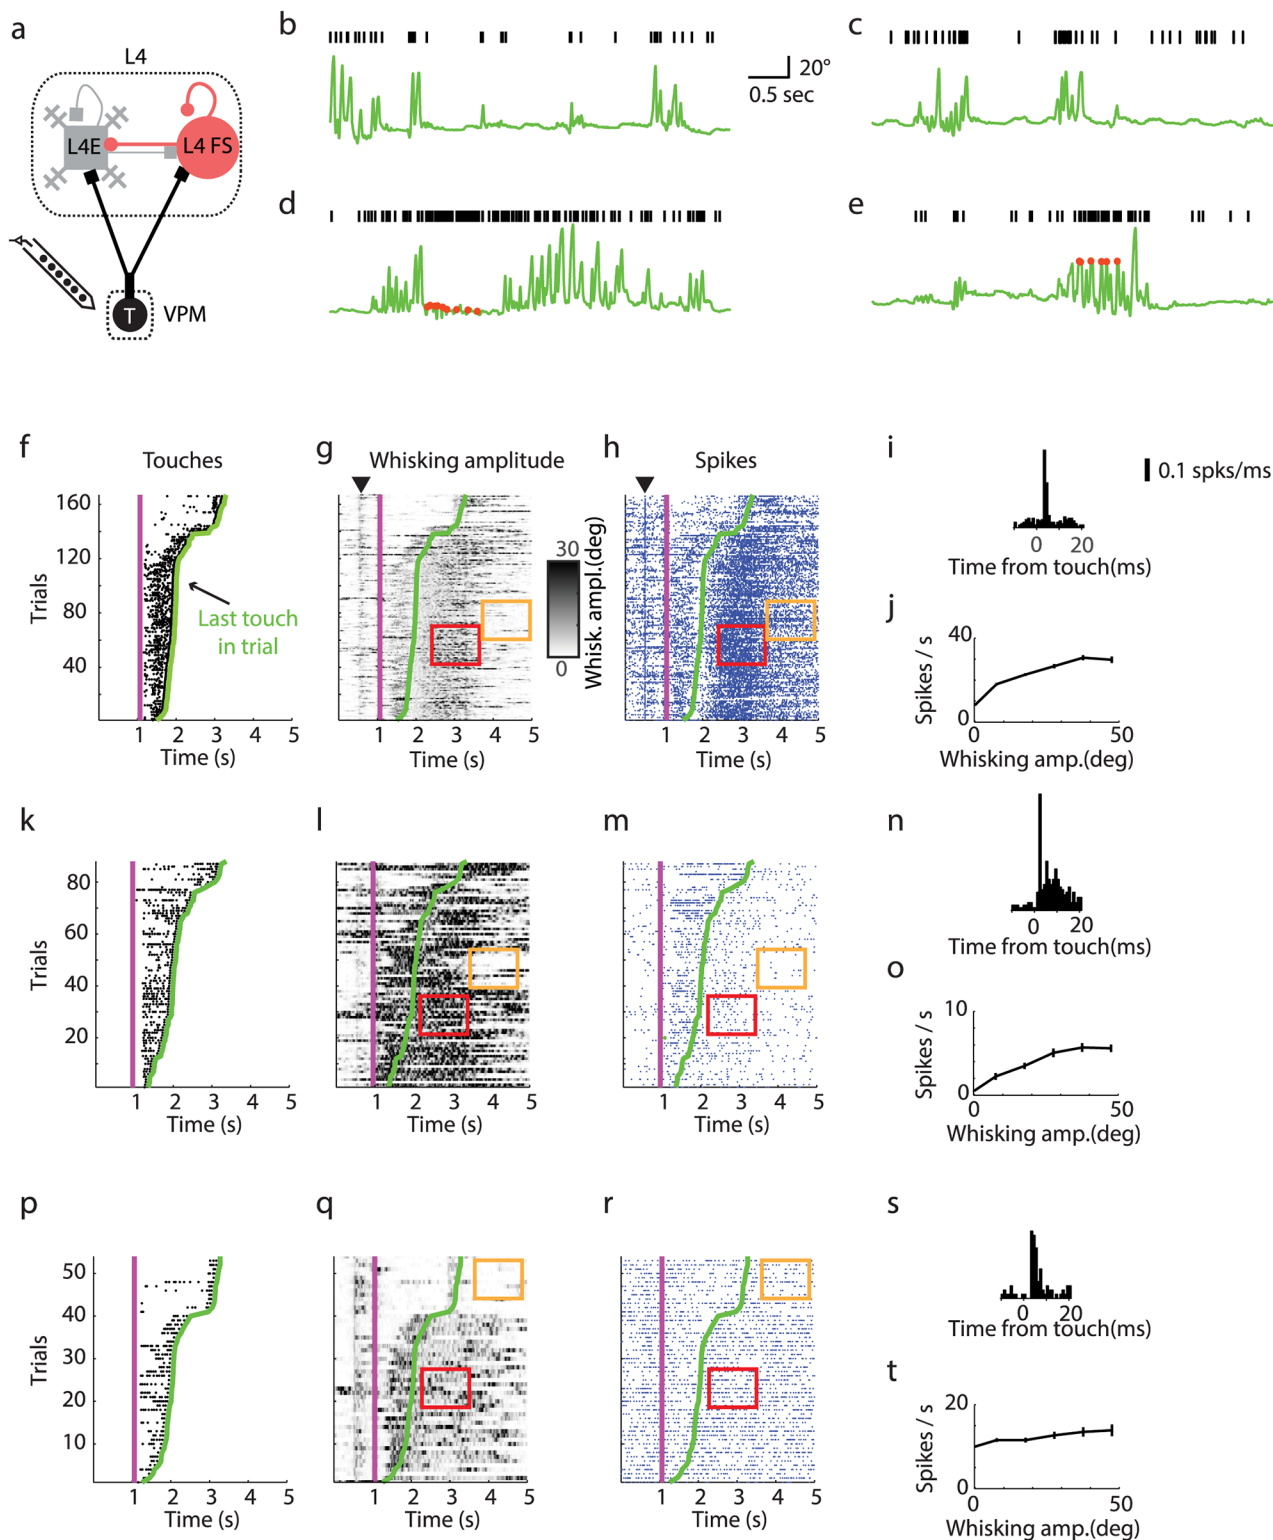 a
L4
L4E
L4 FS
T
VPM
b
20°
0.5 sec
c
d
e
f
Touches
160
120
80
40
Trials
Last touch
in trial
1 2 3 4 5
Time (s)
g
Whisking amplitude
30
0
Whisk. ampl.(deg)
1 2 3 4 5
Time (s)
h
Spikes
1 2 3 4 5
Time (s)
i
0.1 spks/ms
0 20
Time from touch(ms)
j
40
0
Spikes / s
0 50
Whisking amp.(deg)
k
80
60
40
20
Trials
1 2 3 4 5
Time (s)
l
1 2 3 4 5
Time (s)
m
1 2 3 4 5
Time (s)
n
0 20
Time from touch(ms)
o
10
0
Spikes / s
0 50
Whisking amp.(deg)
p
50
40
30
20
10
Trials
1 2 3 4 5
Time (s)
q
1 2 3 4 5
Time (s)
r
1 2 3 4 5
Time (s)
s
0 20
Time from touch(ms)
t
20
0
Spikes / s
0 50
Whisking amp.(deg)